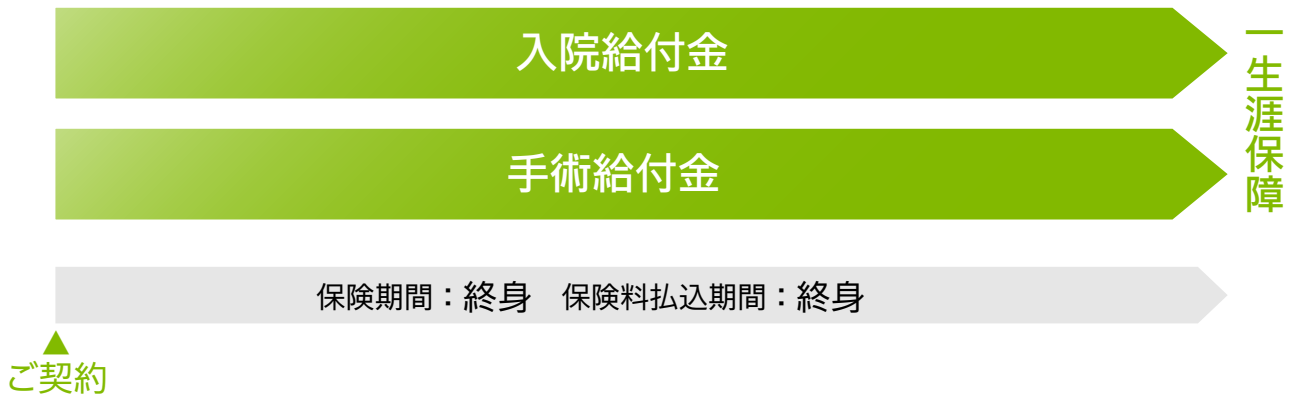 入院給付金
手術給付金
一生涯保障
保険期間：終身　保険料払込期間：終身
▲
ご契約